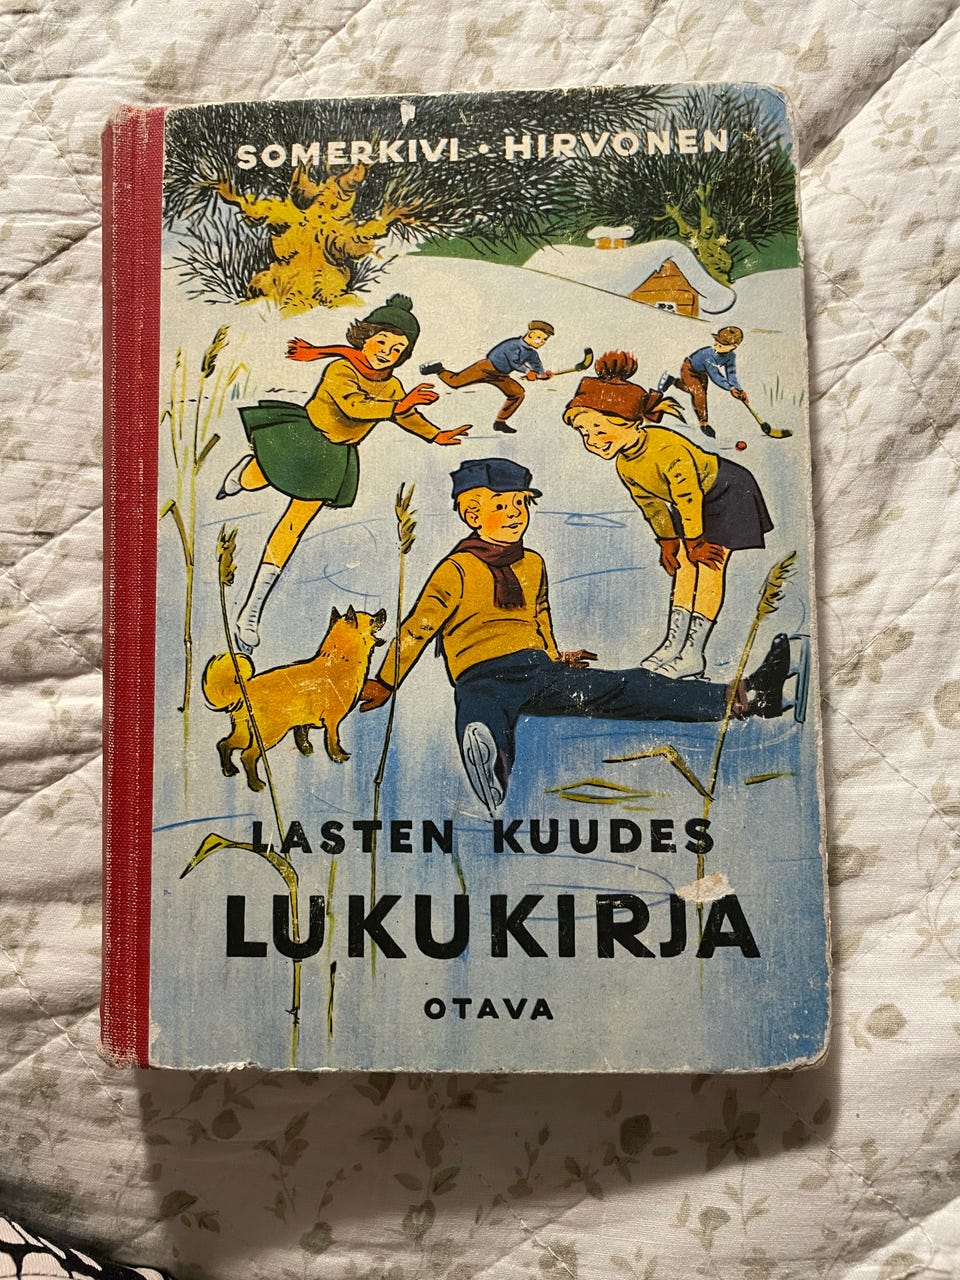 SOMERKIVI • HIRVONEN
LASTEN KUUDES
LUKUKIRJA
OTAVA